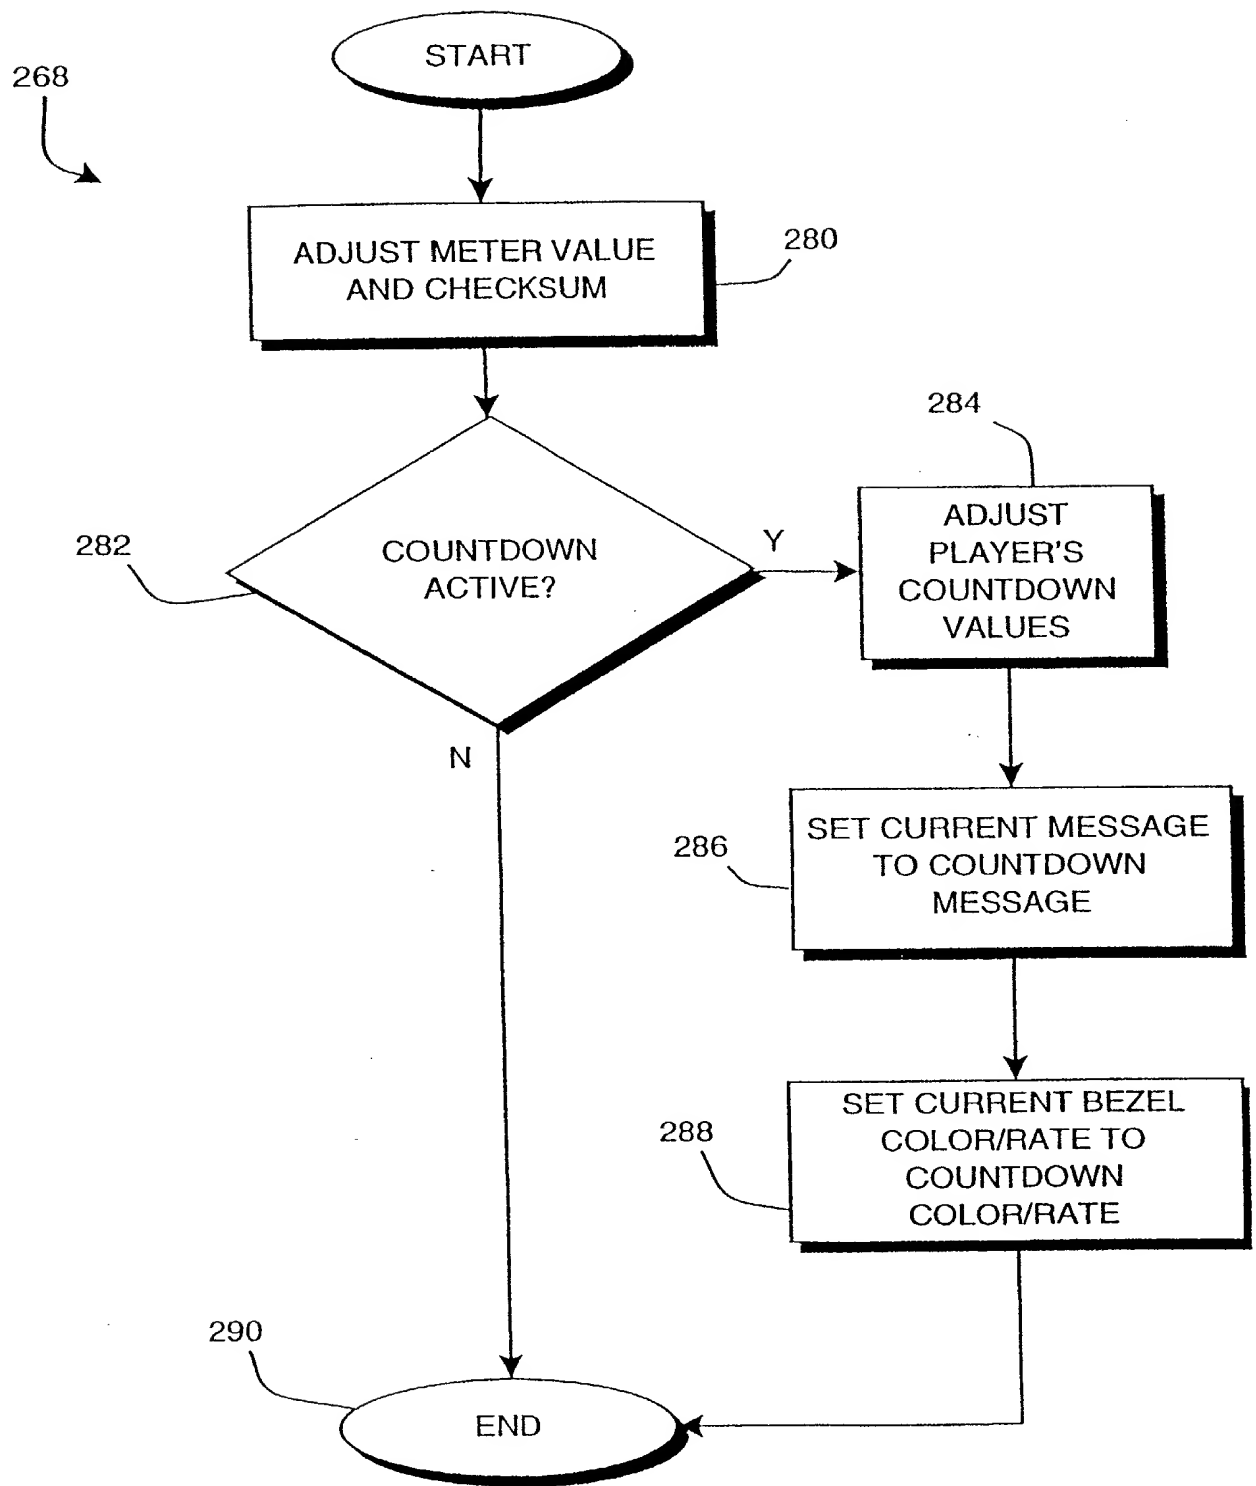 START
268
ADJUST METER VALUE
AND CHECKSUM
280
COUNTDOWN
ACTIVE?
282
Y
N
284
ADJUST
PLAYER'S
COUNTDOWN
VALUES
SET CURRENT MESSAGE
TO COUNTDOWN
MESSAGE
286
SET CURRENT BEZEL
COLOR/RATE TO
COUNTDOWN
COLOR/RATE
288
290
END